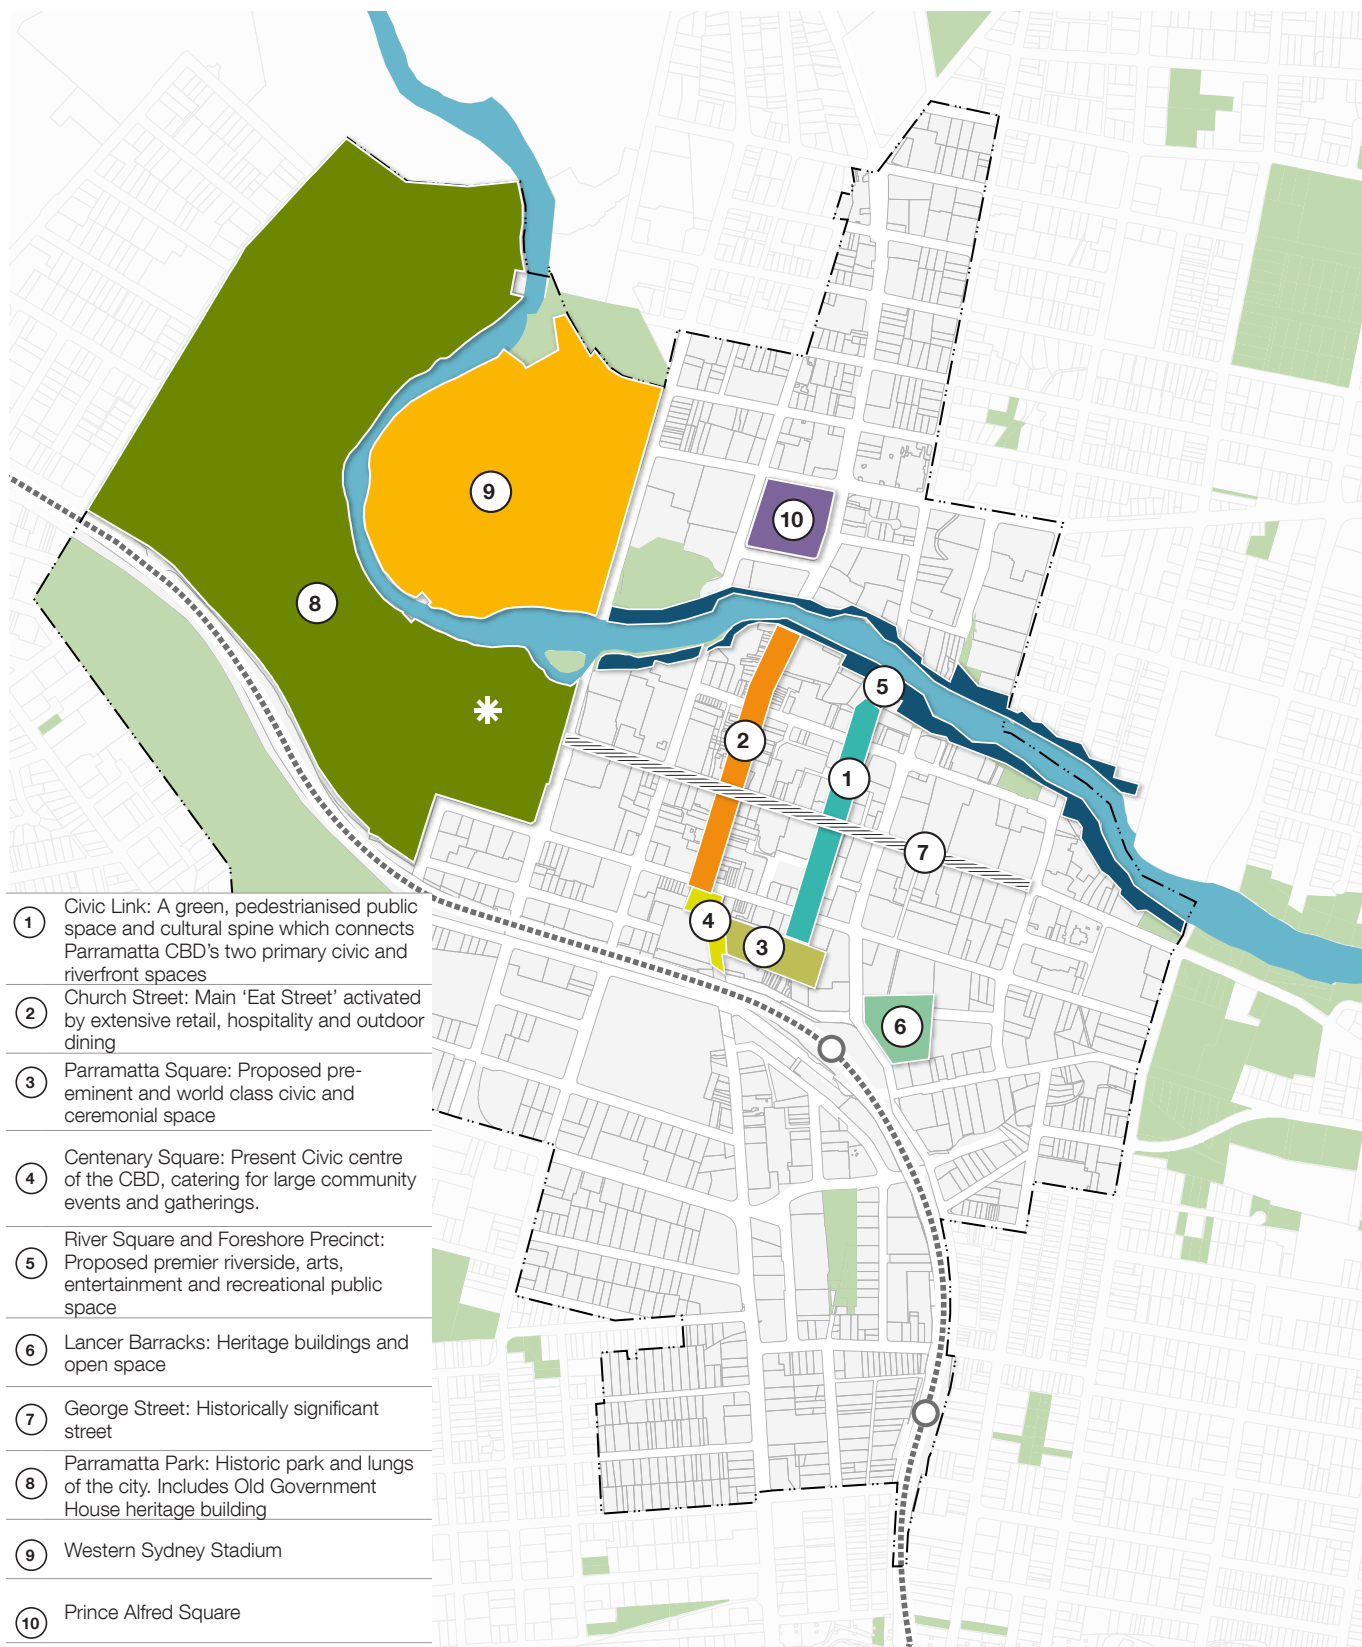 9
10
8
5
2
1
7
4
3
6
1 Civic Link: A green, pedestrianised public
space and cultural spine which connects
Parramatta CBD's two primary civic and
riverfront spaces
2 Church Street: Main 'Eat Street' activated
by extensive retail, hospitality and outdoor
dining
3 Parramatta Square: Proposed pre-
eminent and world class civic and
ceremonial space
4 Centenary Square: Present Civic centre
of the CBD, catering for large community
events and gatherings.
5 River Square and Foreshore Precinct:
Proposed premier riverside, arts,
entertainment and recreational public
space
6 Lancer Barracks: Heritage buildings and
open space
7 George Street: Historically significant
street
8 Parramatta Park: Historic park and lungs
of the city. Includes Old Government
House heritage building
9 Western Sydney Stadium
10 Prince Alfred Square